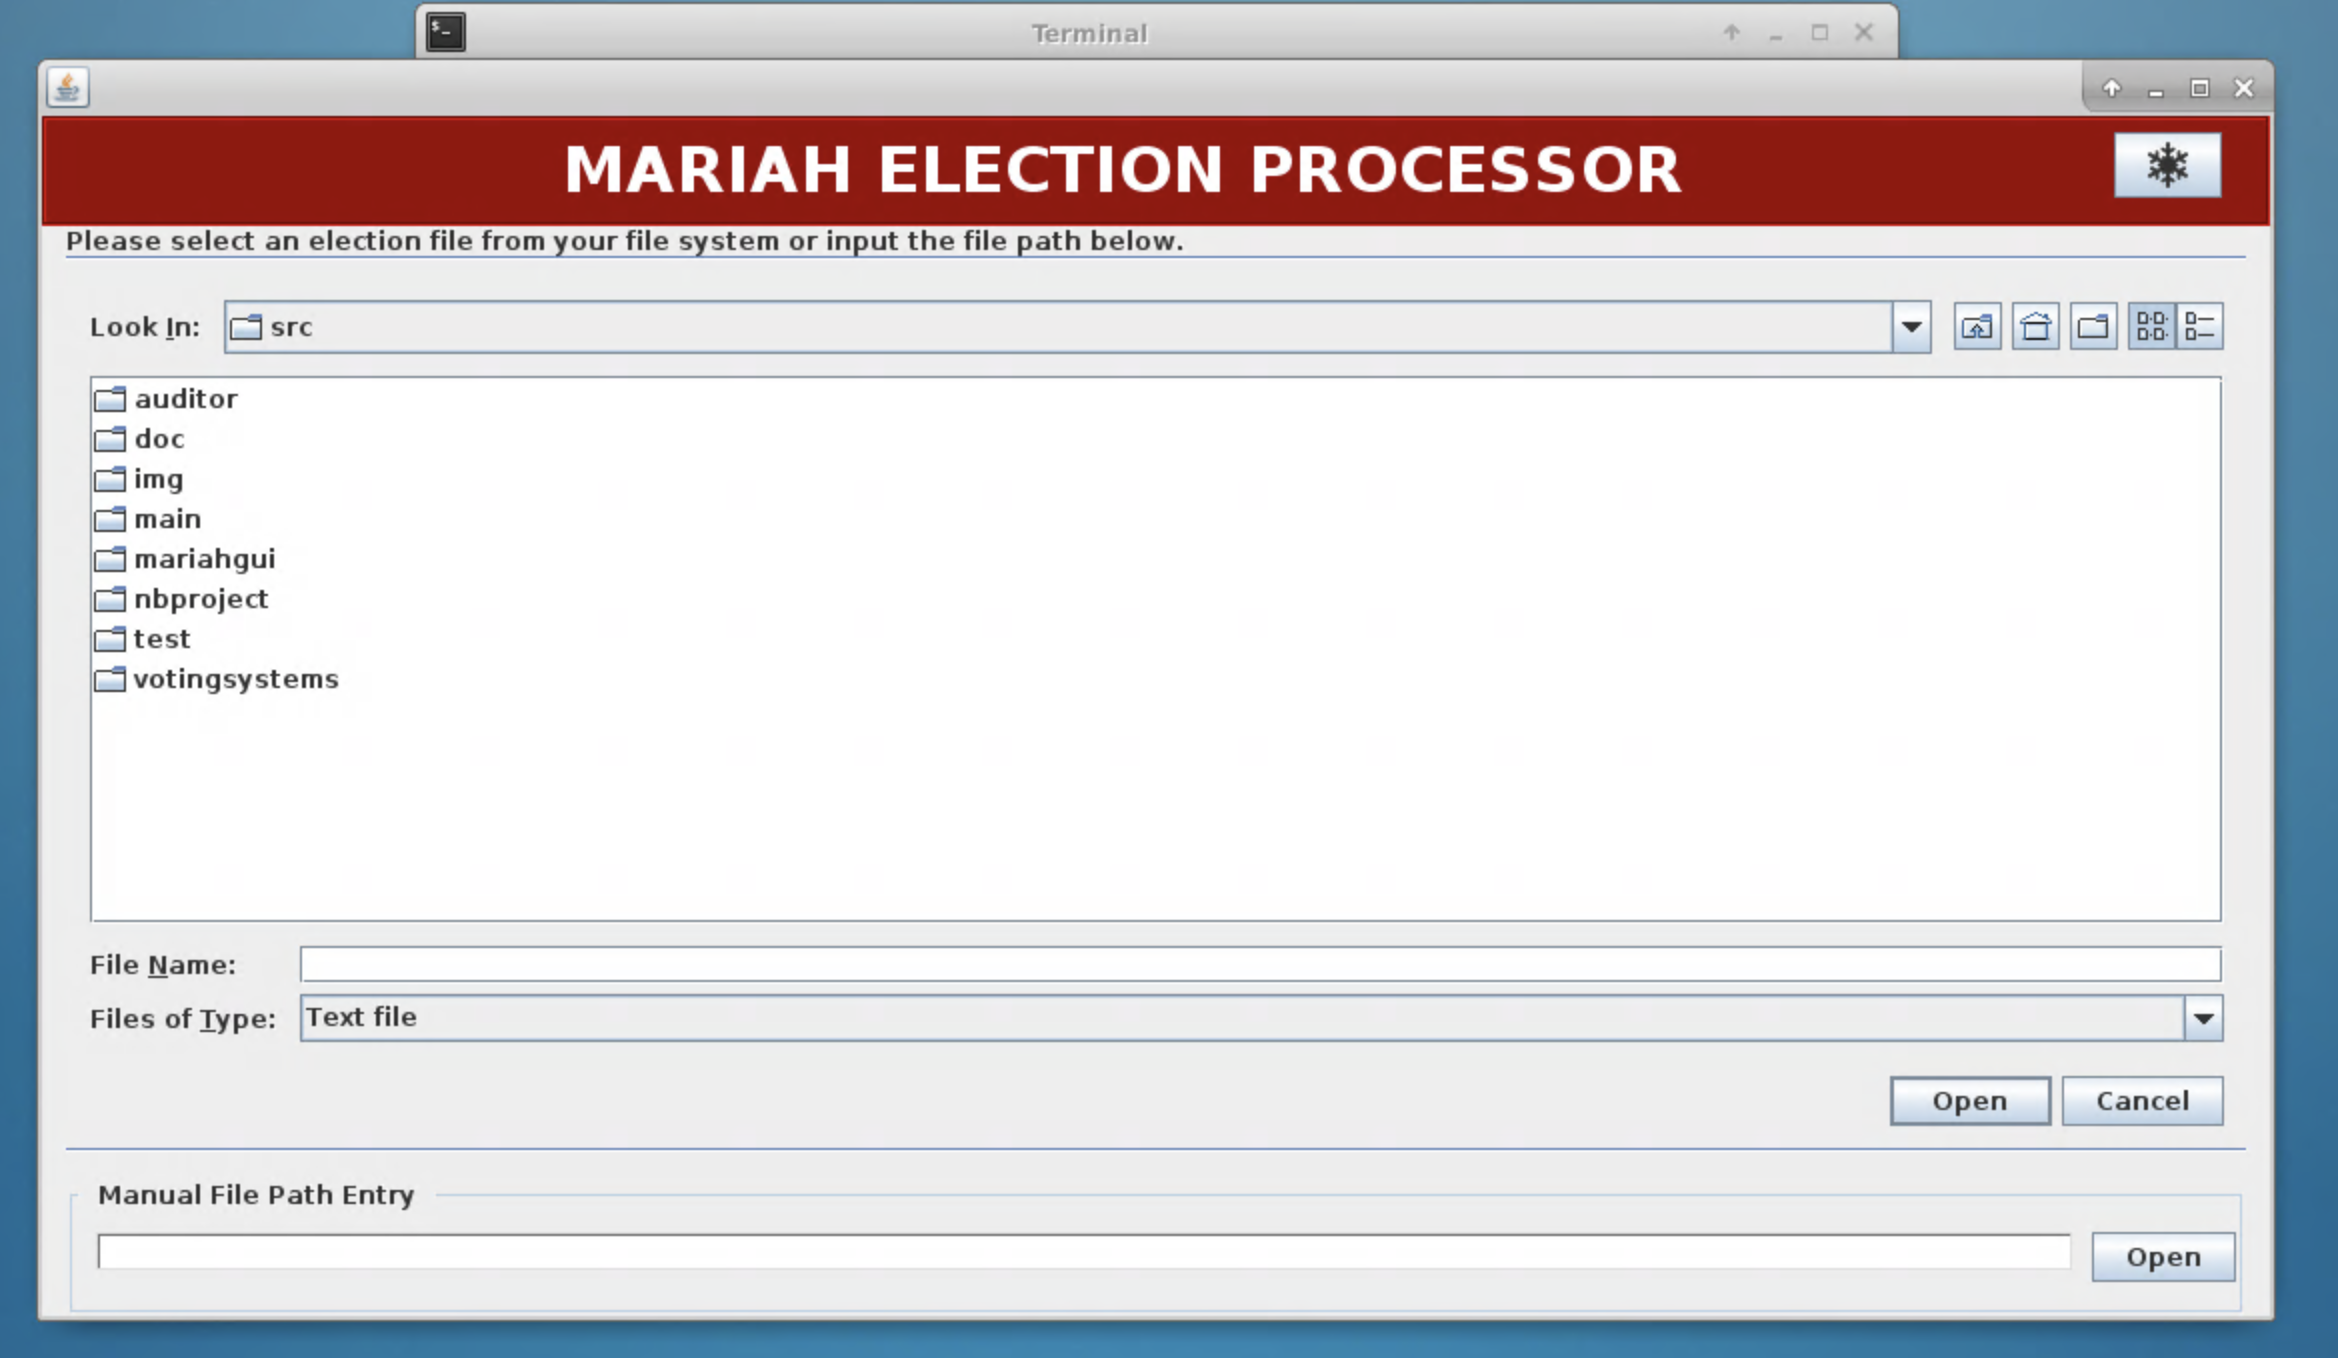 Terminal
MARIAH ELECTION PROCESSOR
Please select an election file from your file system or input the file path below.
Look In: src
auditor
doc
img
main
mariahgui
nbproject
test
votingsystems
File Name:
Files of Type: Text file
Open Cancel
Manual File Path Entry
Open